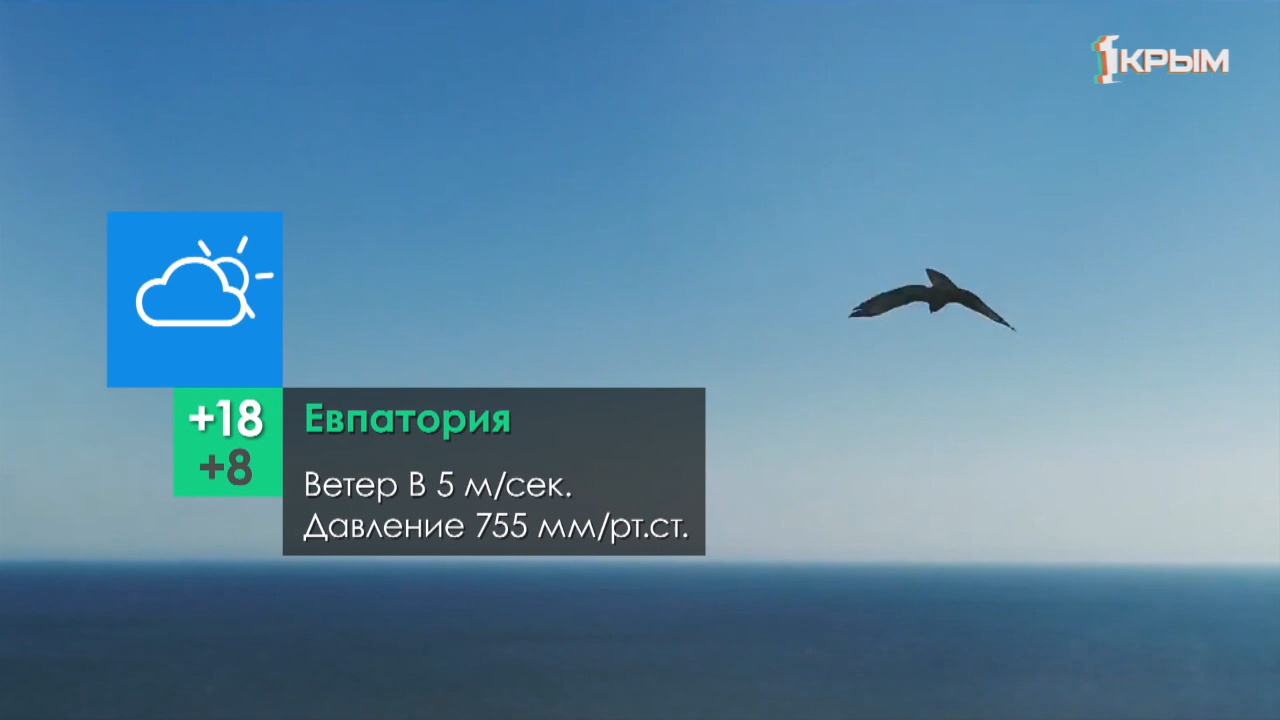 1КРЫМ
+18
+8
Евпатория
Ветер В 5 м/сек.
Давление 755 мм/рт.ст.